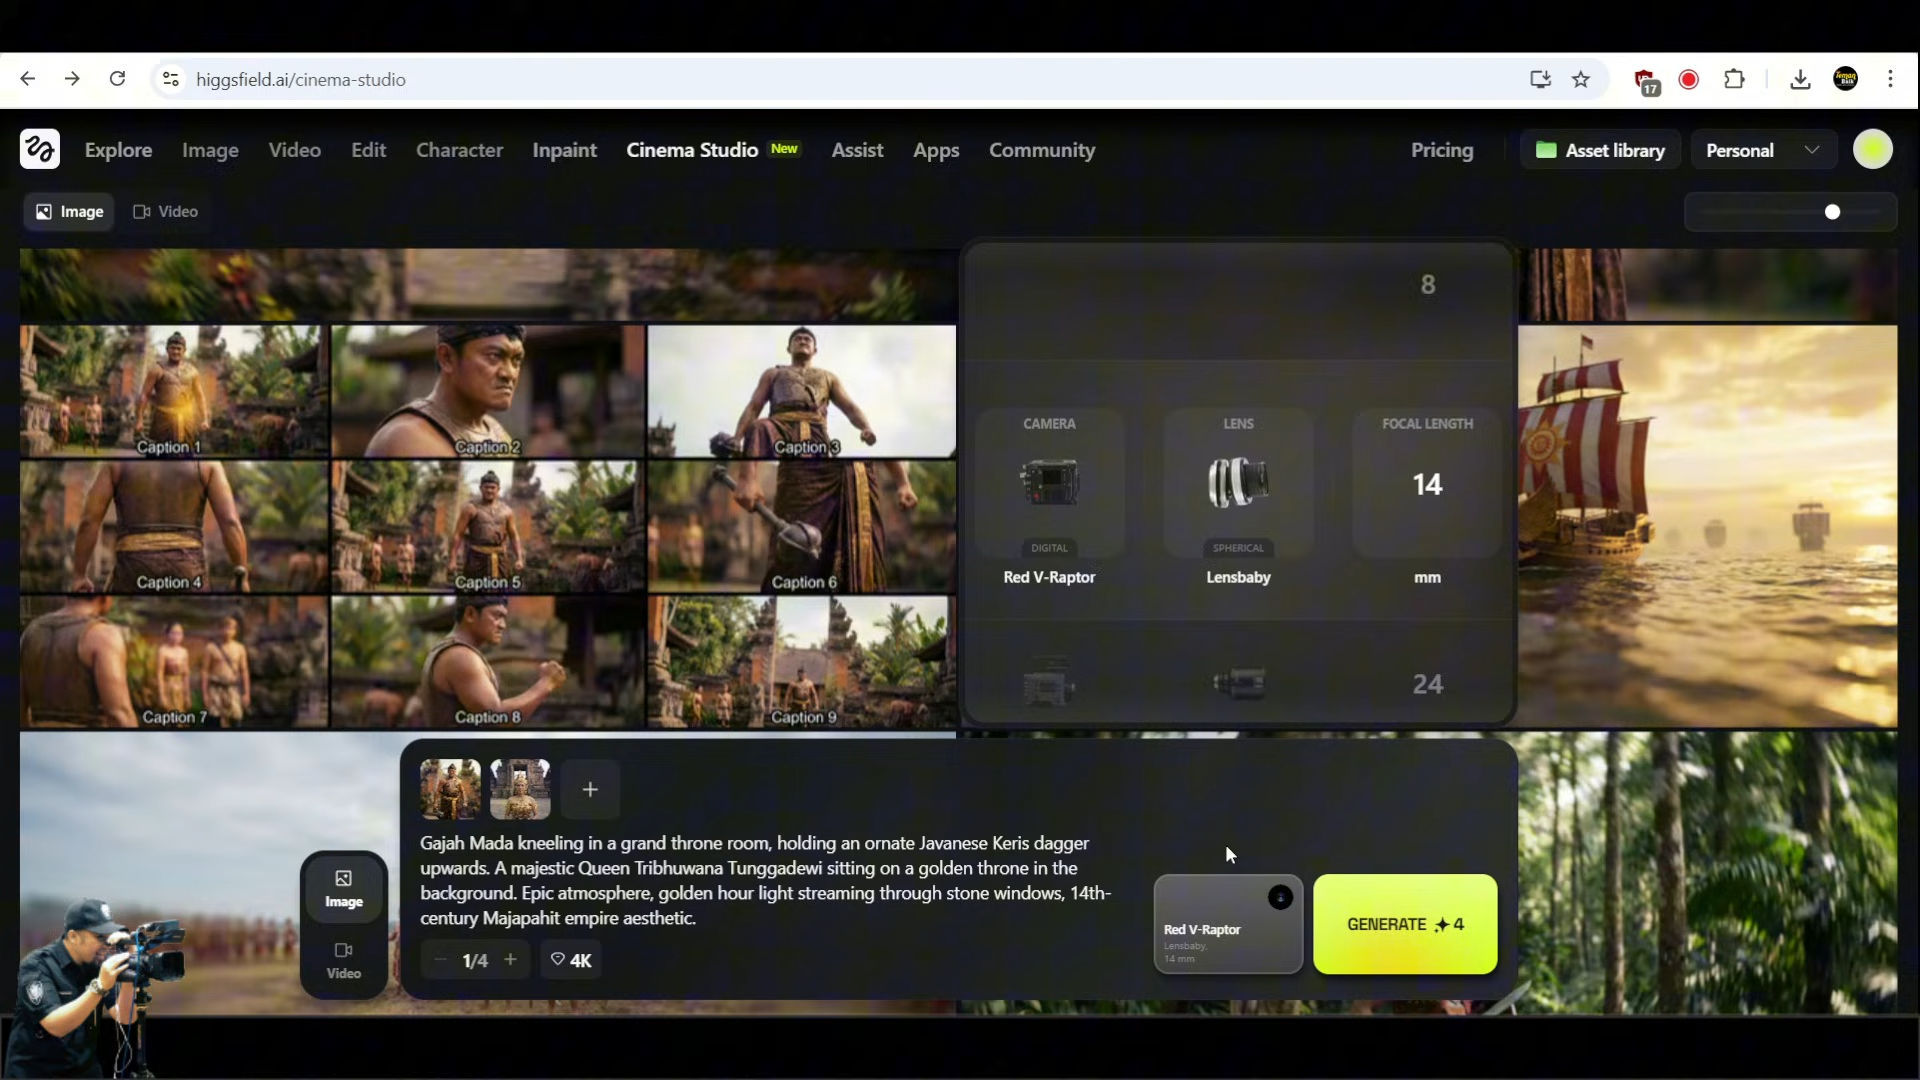 higgsfield.ai/cinema-studio
17
Teman
Baik
Explore
Image
Video
Edit
Character
Inpaint
Cinema Studio New
Assist
Apps
Community
Pricing
Asset library
Personal
Image
Video
8
Caption 1
Caption 2
Caption 3
CAMERA
LENS
FOCAL LENGTH
14
DIGITAL
SPHERICAL
Red V-Raptor
Lensbaby
mm
Caption 4
Caption 5
Caption 6
24
Caption 7
Caption 8
Caption 9
Gajah Mada kneeling in a grand throne room, holding an ornate Javanese Keris dagger
upwards. A majestic Queen Tribhuwana Tunggadewi sitting on a golden throne in the
background. Epic atmosphere, golden hour light streaming through stone windows, 14th-
century Majapahit empire aesthetic.
Image
Video
1/4
4K
Red V-Raptor
Lensbaby,
14 mm
GENERATE 4